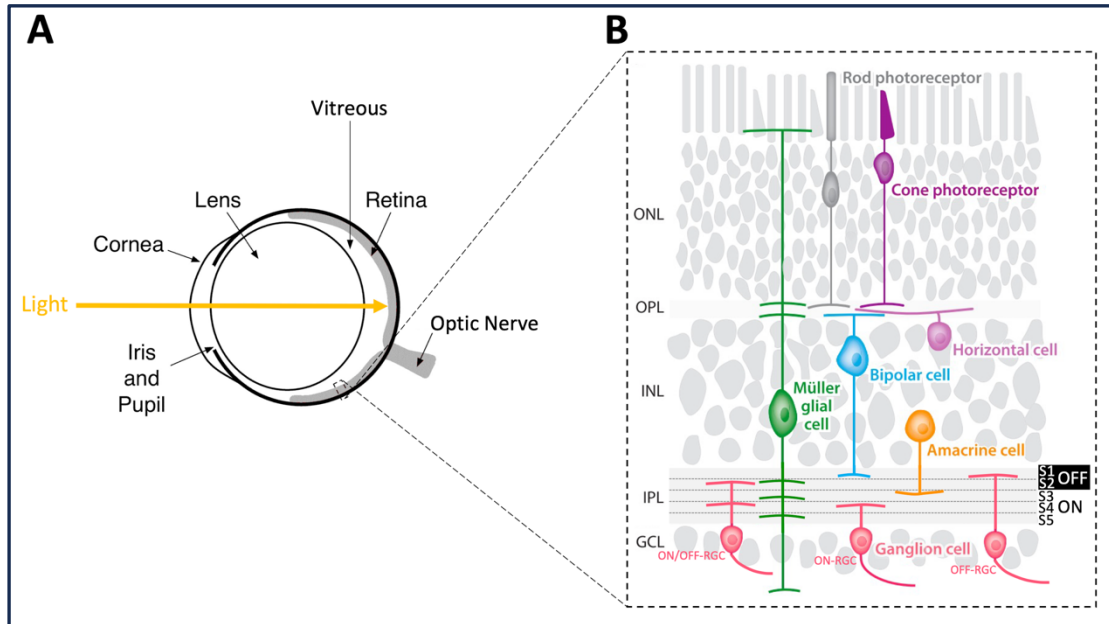 A
Vitreous
Lens
Retina
Cornea
Light
Optic Nerve
Iris
and
Pupil
B
Rod photoreceptor
Cone photoreceptor
ONL
OPL
Horizontal cell
Bipolar cell
INL
Müller
glial
cell
Amacrine cell
S1
S2
OFF
S3
S4
ON
S5
IPL
GCL
Ganglion cell
ON/OFF-RGC
ON-RGC
OFF-RGC